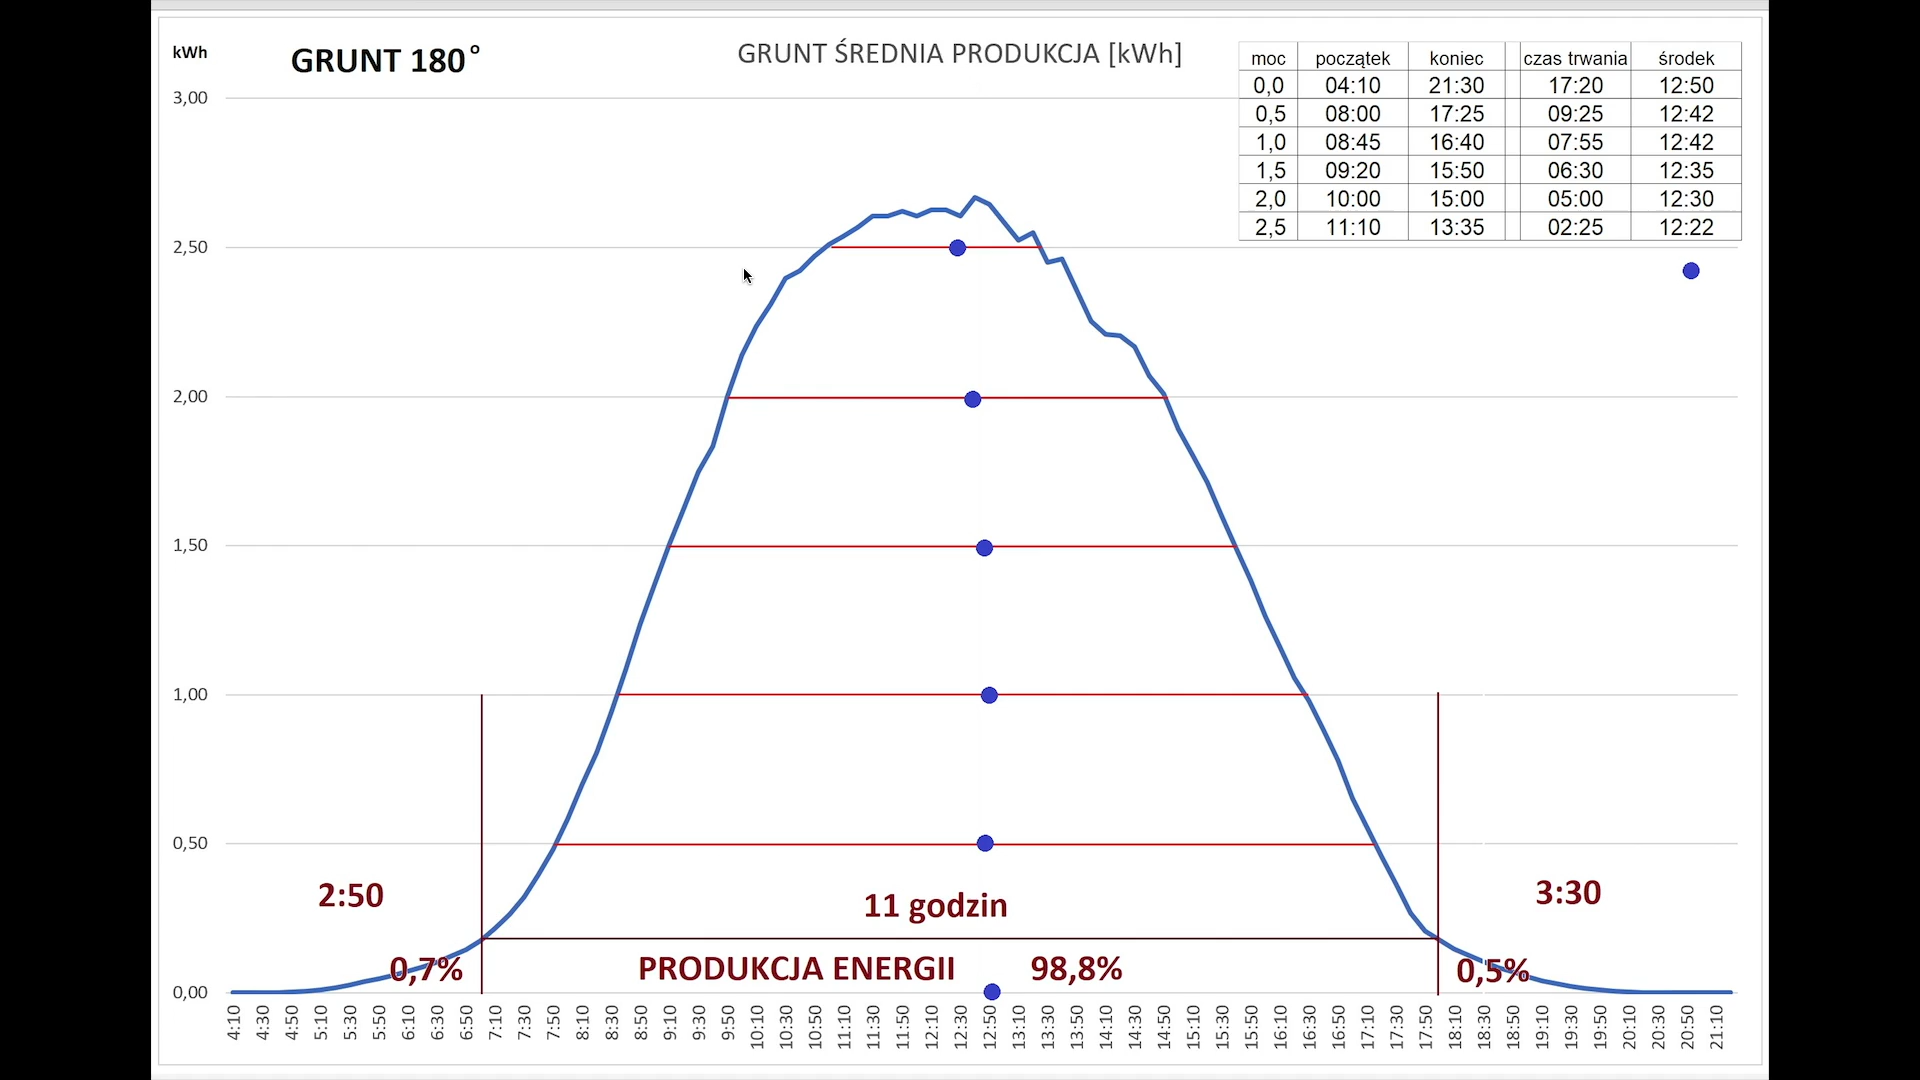 kWh
GRUNT 180°
GRUNT ŚREDNIA PRODUKCJA [kWh]
moc początek koniec czas trwania środek
0,0 04:10 21:30 17:20 12:50
0,5 08:00 17:25 09:25 12:42
1,0 08:45 16:40 07:55 12:42
1,5 09:20 15:50 06:30 12:35
2,0 10:00 15:00 05:00 12:30
2,5 11:10 13:35 02:25 12:22
3,00
2,50
2,00
1,50
1,00
0,50
0,00
2:50
11 godzin
3:30
0,7%
PRODUKCJA ENERGII 98,8%
0,5%
4:10 4:30 4:50 5:10 5:30 5:50 6:10 6:30 6:50 7:10 7:30 7:50 8:10 8:30 8:50 9:10 9:30 9:50 10:10 10:30 10:50 11:10 11:30 11:50 12:10 12:30 12:50 13:10 13:30 13:50 14:10 14:30 14:50 15:10 15:30 15:50 16:10 16:30 16:50 17:10 17:30 17:50 18:10 18:30 18:50 19:10 19:30 19:50 20:10 20:30 20:50 21:10